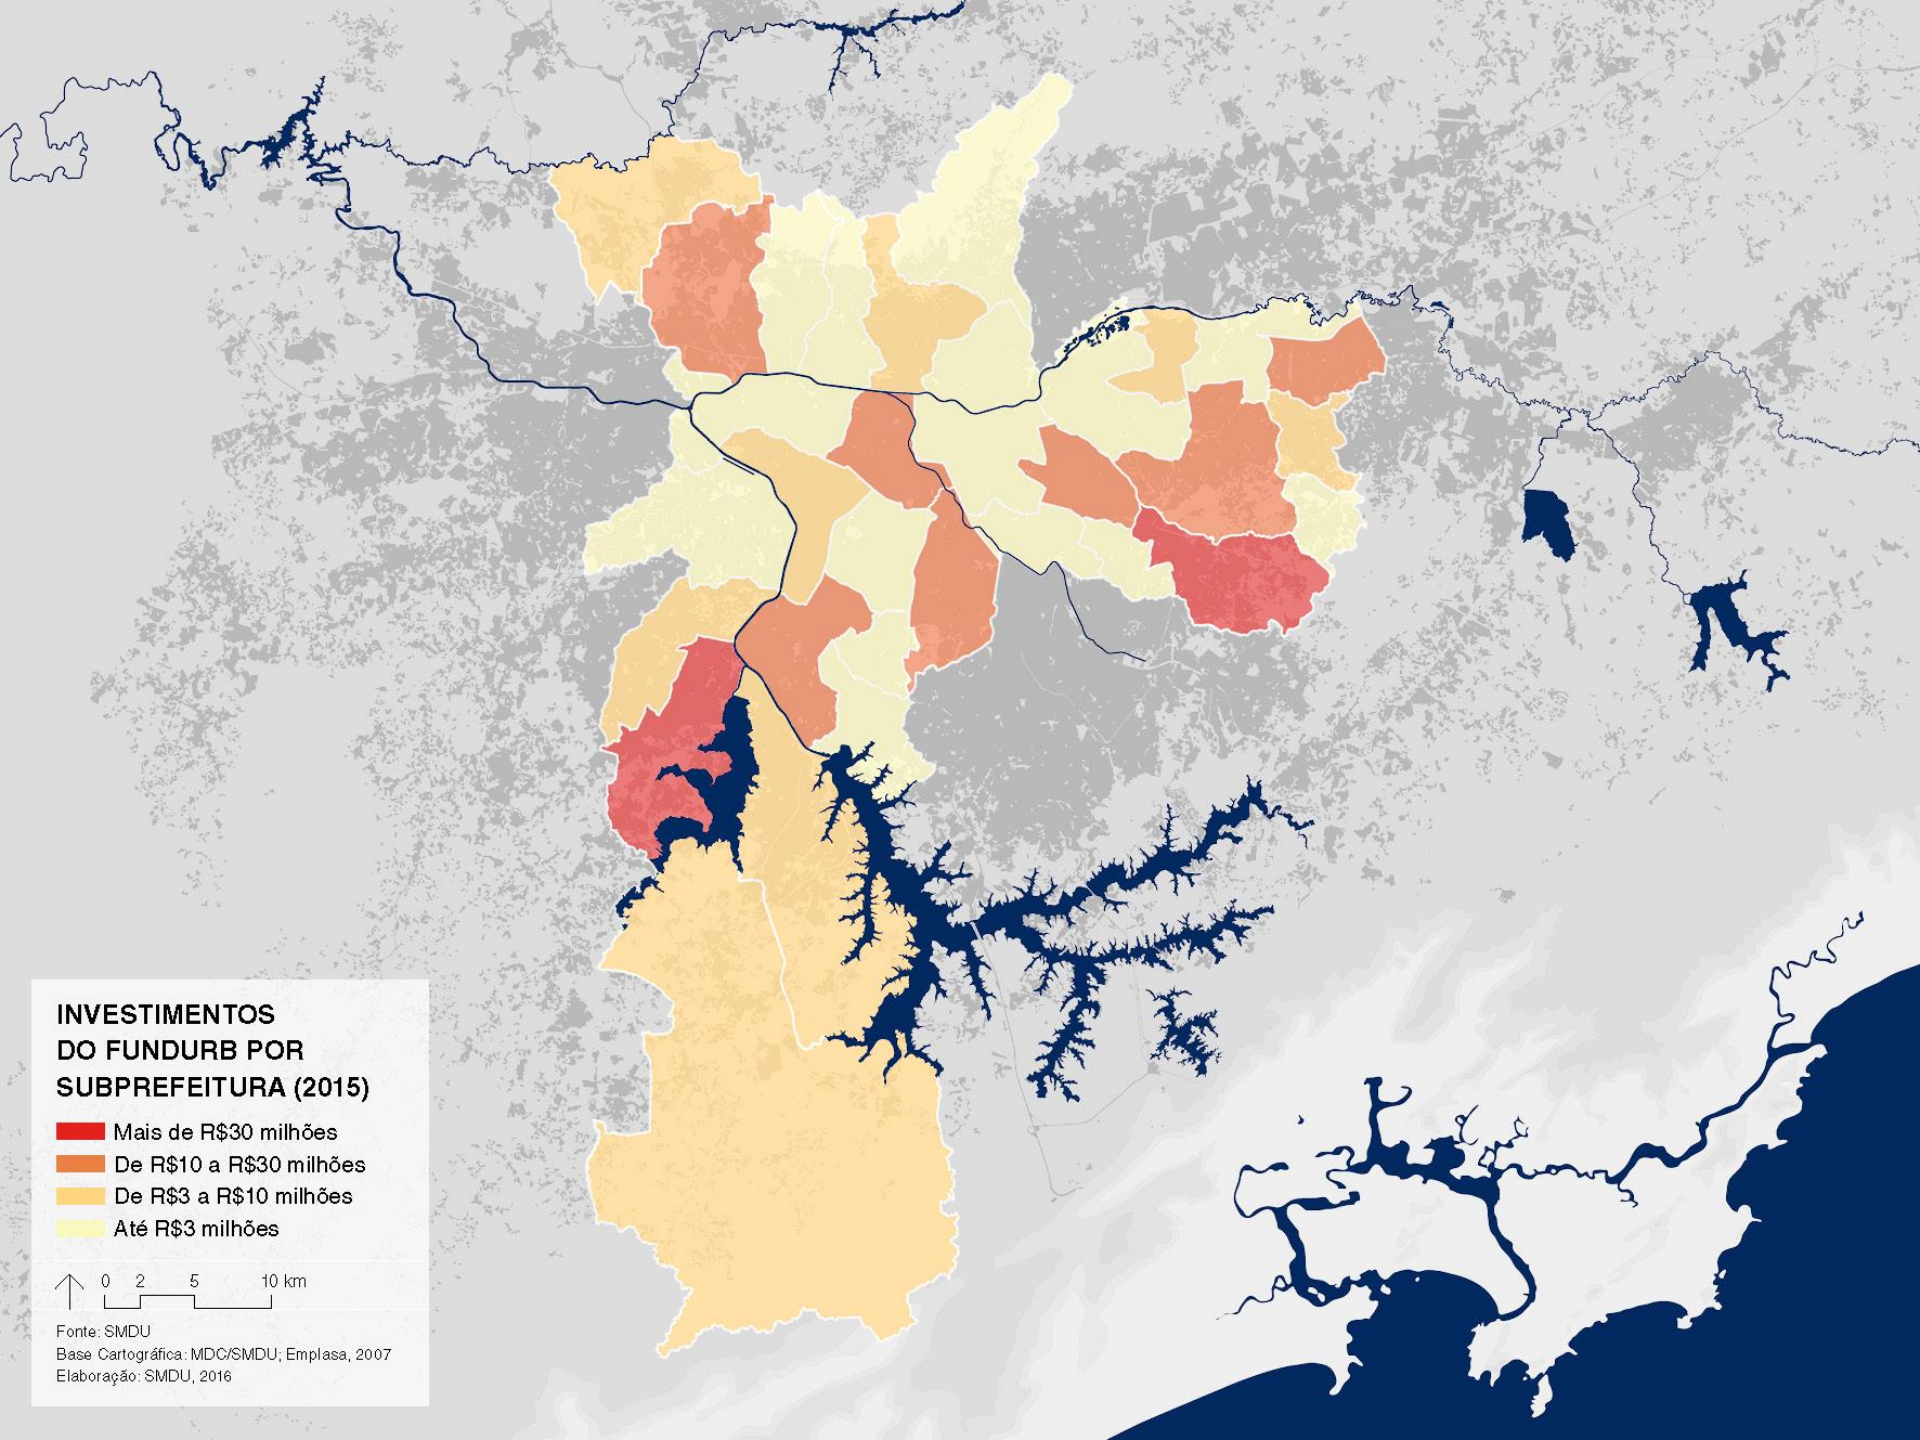 INVESTIMENTOS
DO FUNDURB POR
SUBPREFEITURA (2015)
Mais de R$30 milhões
De R$10 a R$30 milhões
De R$3 a R$10 milhões
Até R$3 milhões
0 2 5 10 km
Fonte: SMDU
Base Cartográfica: MDC/SMDU; Emplasa, 2007
Elaboração: SMDU, 2016